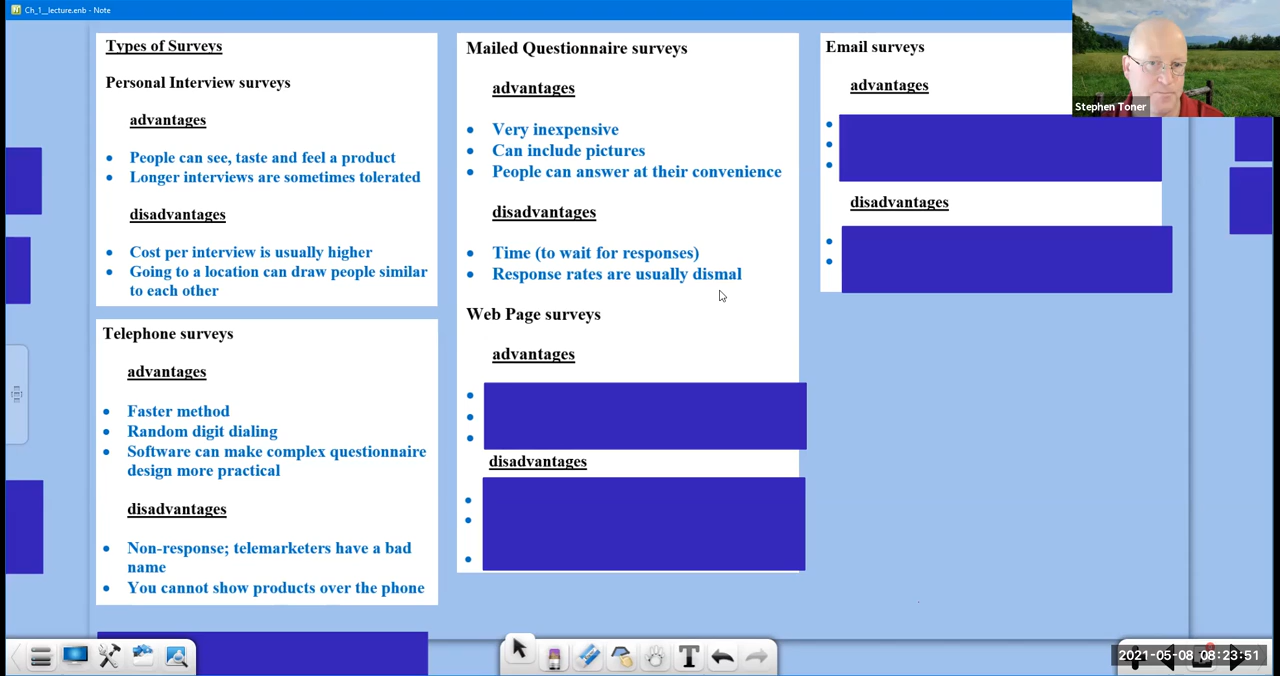 Ch_1__lecture.enb - Note
Types of Surveys
Personal Interview surveys
advantages
• People can see, taste and feel a product
• Longer interviews are sometimes tolerated
disadvantages
• Cost per interview is usually higher
• Going to a location can draw people similar
to each other
Telephone surveys
advantages
• Faster method
• Random digit dialing
• Software can make complex questionnaire
design more practical
disadvantages
• Non-response; telemarketers have a bad
name
• You cannot show products over the phone
Mailed Questionnaire surveys
advantages
• Very inexpensive
• Can include pictures
• People can answer at their convenience
disadvantages
• Time (to wait for responses)
• Response rates are usually dismal
Web Page surveys
advantages
disadvantages
Email surveys
advantages
disadvantages
Stephen Toner
2021-05-08 08:23:51